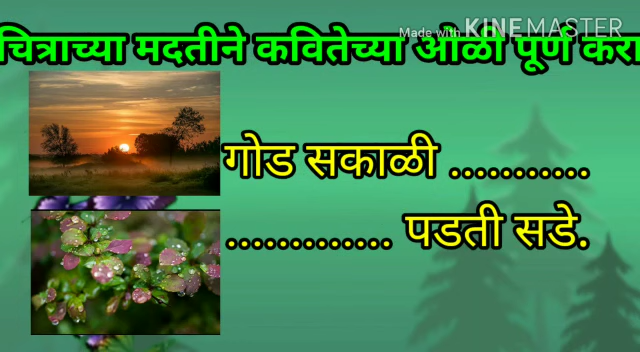 Made with KINEMASTER
चित्राच्या मदतीने कवितेच्या ओळी पूर्ण करा
गोड सकाळी ...........
............. पडती सडे.